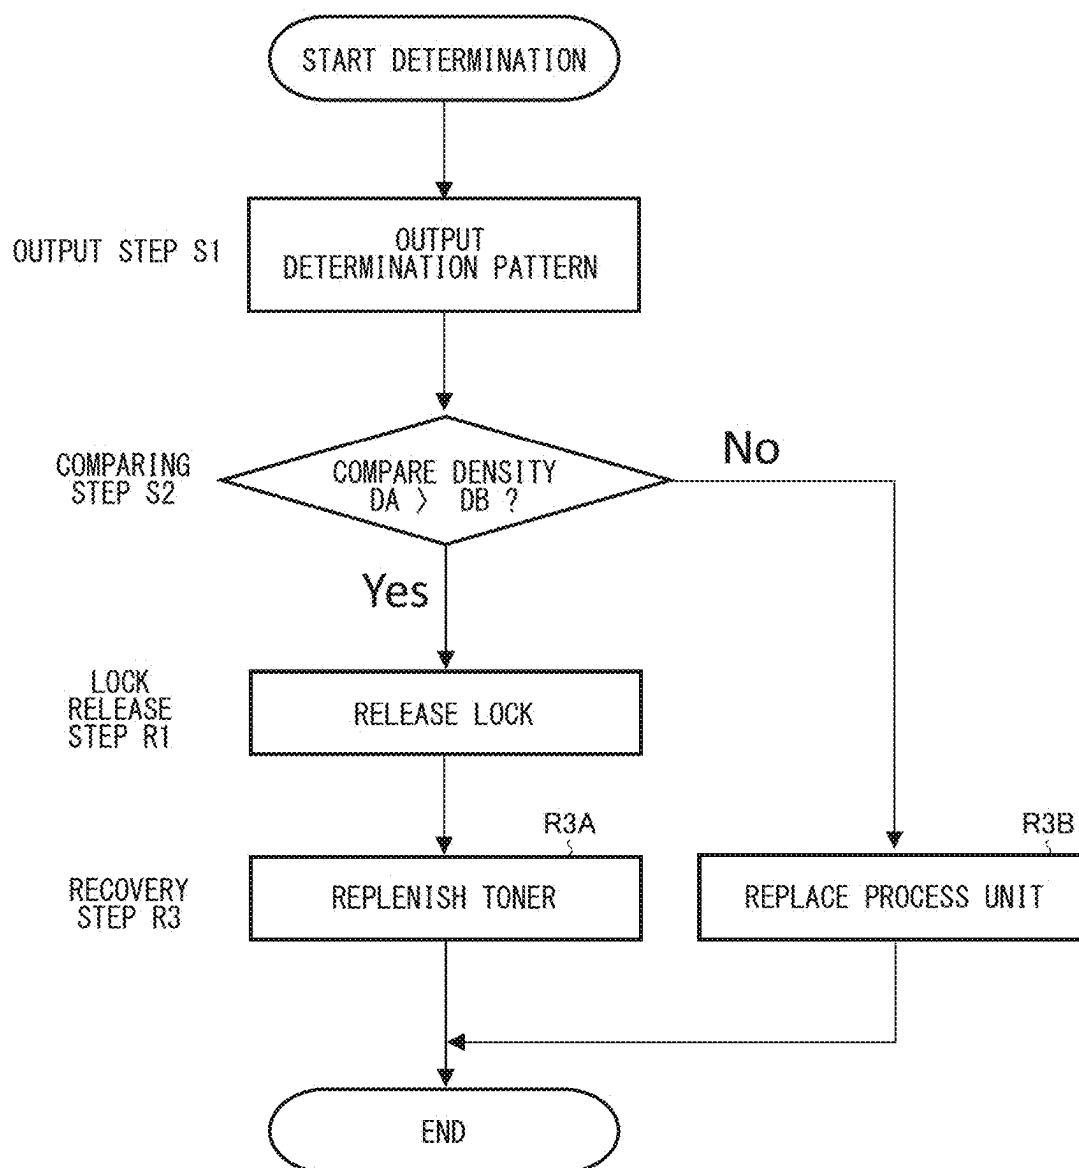 START DETERMINATION
OUTPUT STEP S1
OUTPUT
DETERMINATION PATTERN
COMPARING
STEP S2
COMPARE DENSITY
DA > DB ?
No
Yes
LOCK
RELEASE
STEP R1
RELEASE LOCK
R3A
R3B
RECOVERY
STEP R3
REPLENISH TONER
REPLACE PROCESS UNIT
END